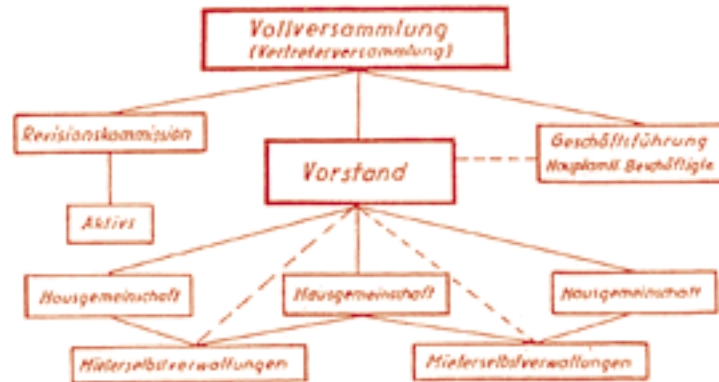 Vollversammlung
(Vertreterversammlung)
Revisionskommission
Geschäftsführung
Hauptamtl. Beschäftigte
Vorstand
Aktivs
Hausgemeinschaft
Hausgemeinschaft
Hausgemeinschaft
Mieterselbstverwaltungen
Mieterselbstverwaltungen